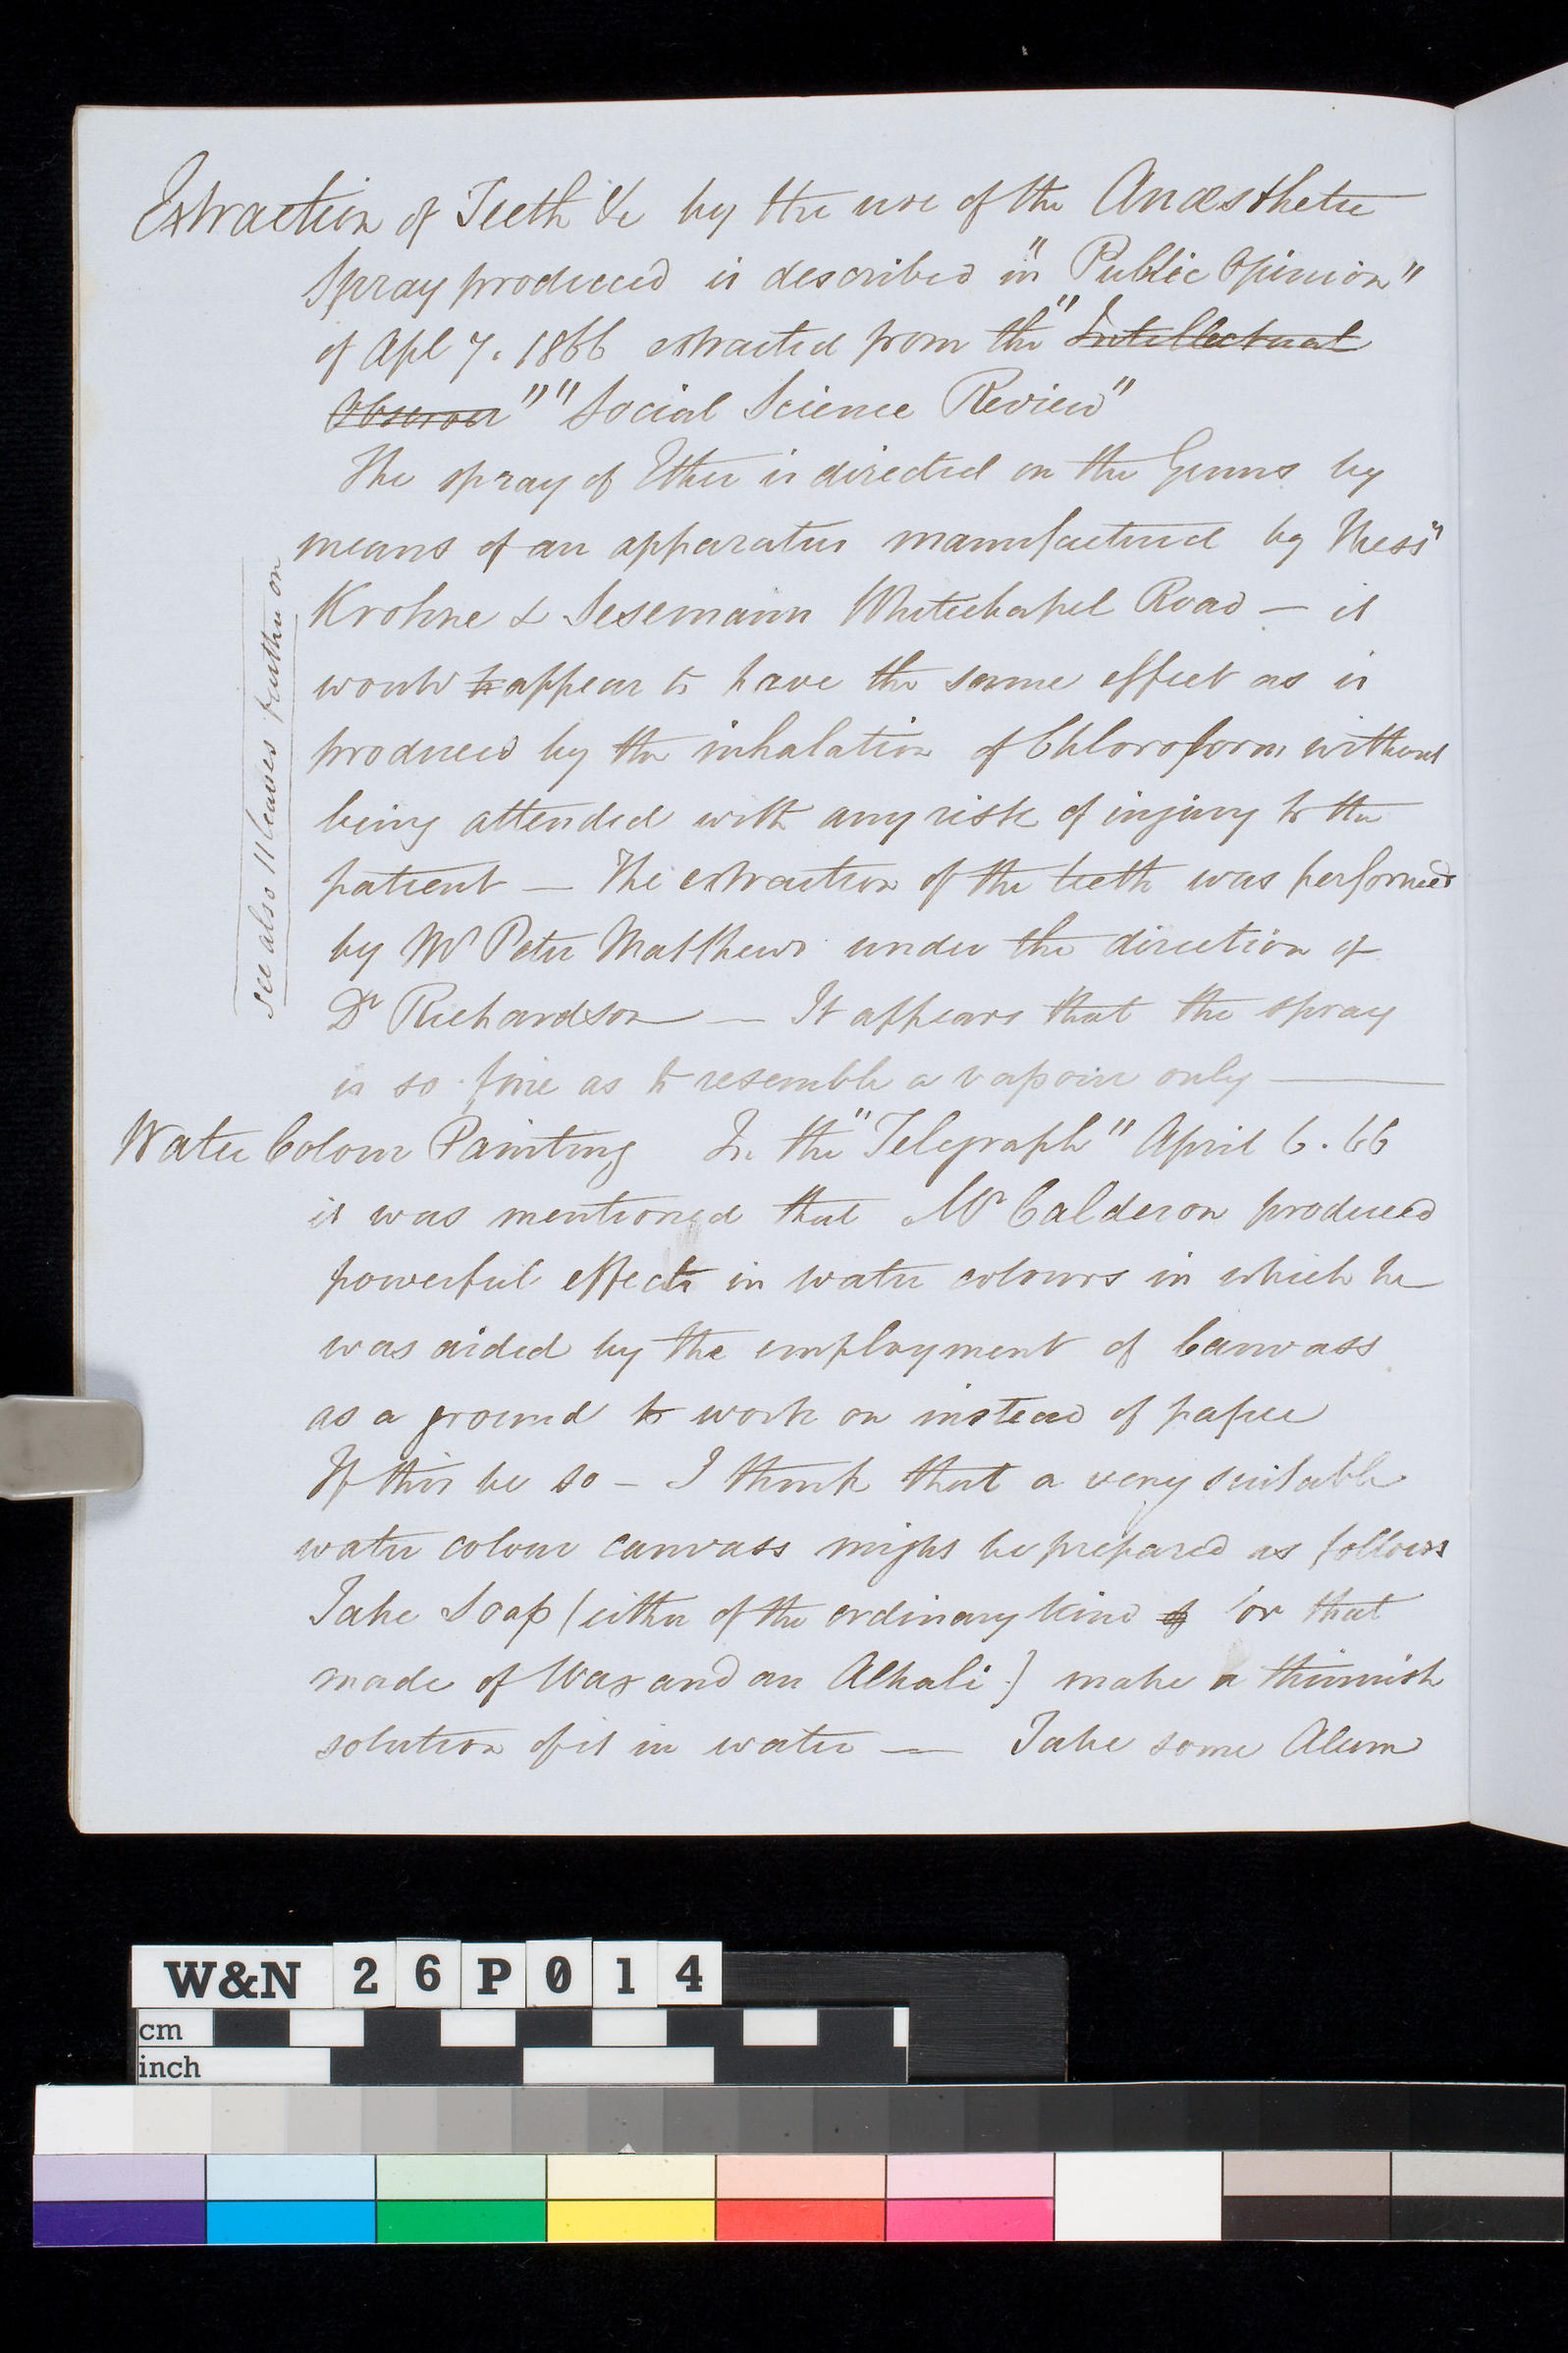 Extraction of Teeth &c by the use of the Anæsthetic
Spray produced is described in "Public Opinion"
of Apl 7. 1866 extracted from the "Intellectual
Observer" "Social Science Review"
The spray of Ether is directed on the Gums by
means of an apparatus manufactured by Mess"
Krohne & Sesemann Whitechapel Road — it
would to appear to have the same effect as is
produced by the inhalation of Chloroform without
being attended with any risk of injury to the
patient — The extraction of the teeth was performed
by Mr Peter Matthews under the direction of
Dr Richardson — It appears that the spray
is so fine as to resemble a vapour only —
see also 11 leaves further on
Water Colour Painting In the "Telegraph" April 6. 66
it was mentioned that Mr Calderon produced
powerful effects in water colours in which he
was aided by the employment of Canvass
as a ground to work on instead of paper
If this be so — I think that a very suitable
water colour canvass might be prepared as follows
Take Soap (either of the ordinary kind of or that
made of Wax and an Alkali) make a thinnish
solution of it in water — Take some Alum
W&N 26P014
cm
inch